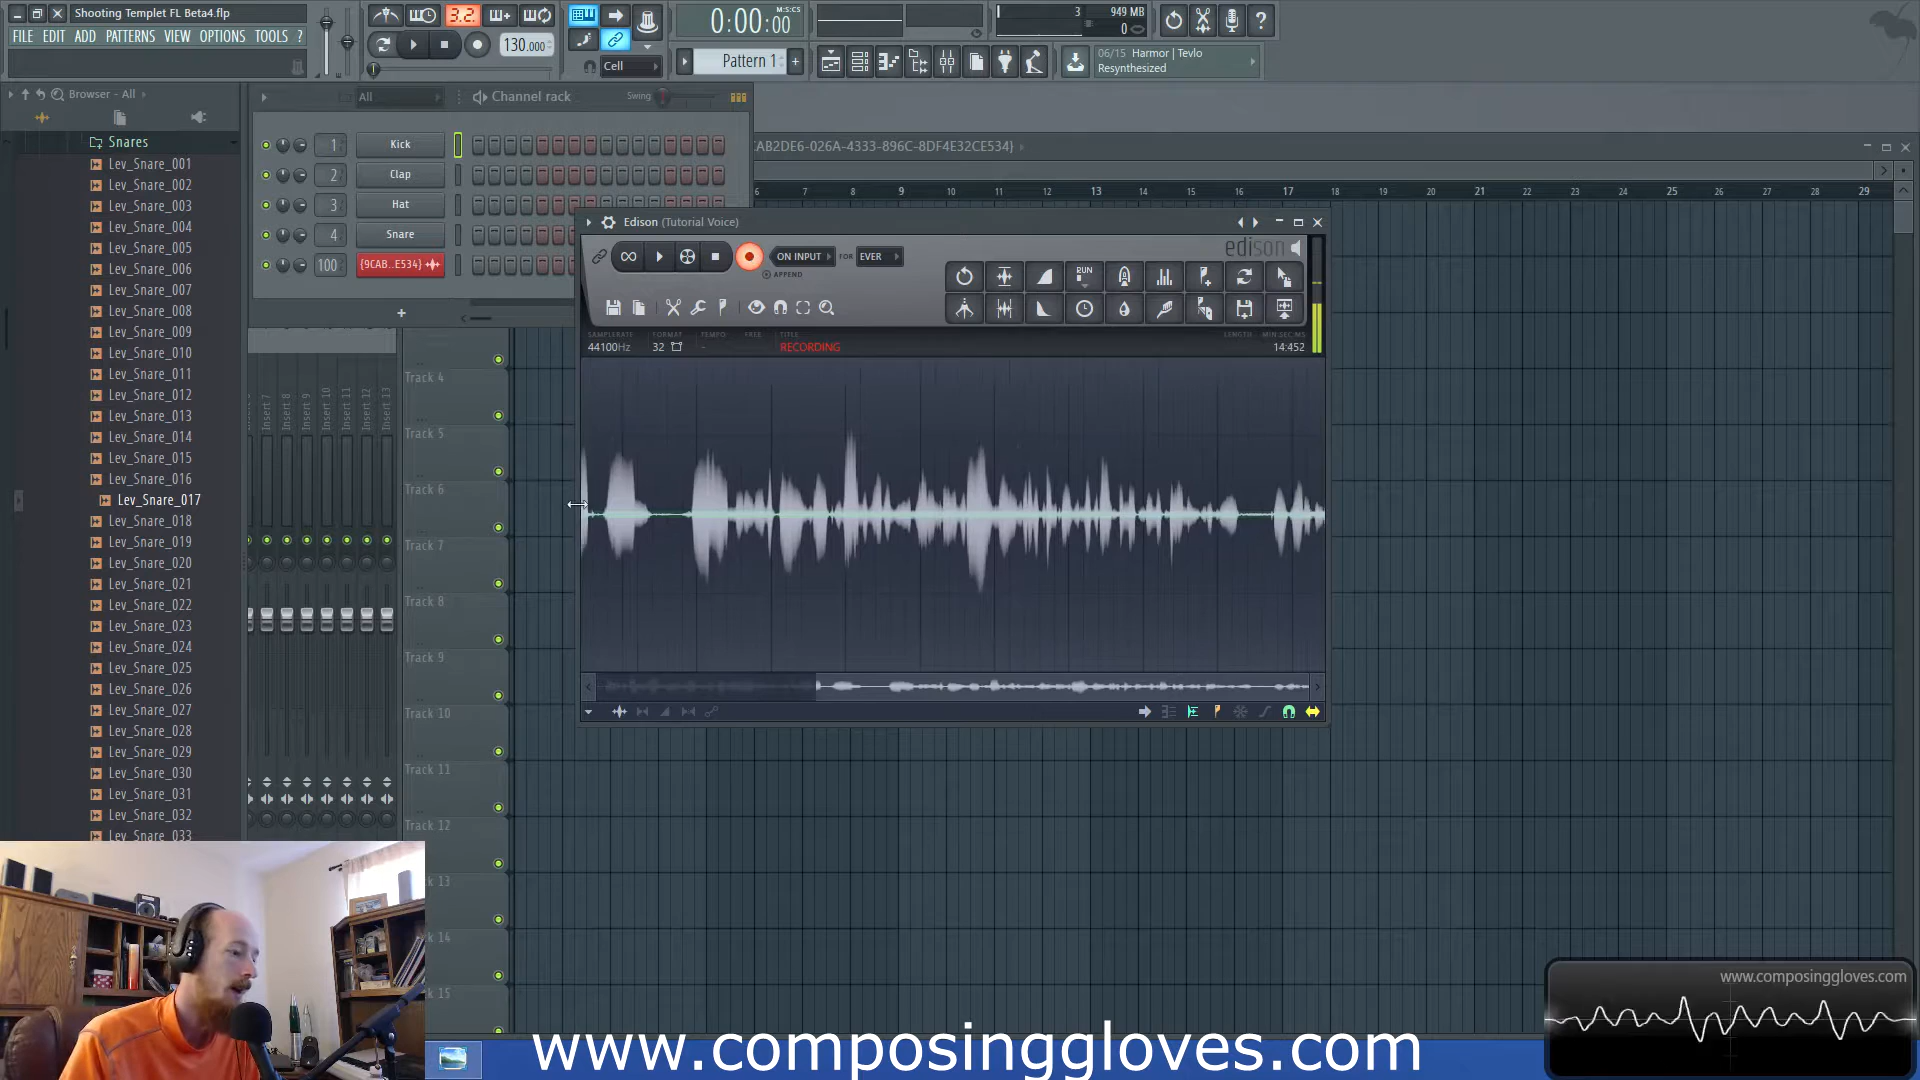 Shooting Templet FL Beta4.flp
FILE EDIT ADD PATTERNS VIEW OPTIONS TOOLS ?
3.2.
130.000
0:00:00
M:S:CS
3
949 MB
0
Cell
Pattern 1
06/15 Harmor | Tevlo
Resynthesized
Browser - All
Snares
Lev_Snare_001
Lev_Snare_002
Lev_Snare_003
Lev_Snare_004
Lev_Snare_005
Lev_Snare_006
Lev_Snare_007
Lev_Snare_008
Lev_Snare_009
Lev_Snare_010
Lev_Snare_011
Lev_Snare_012
Lev_Snare_013
Lev_Snare_014
Lev_Snare_015
Lev_Snare_016
Lev_Snare_017
Lev_Snare_018
Lev_Snare_019
Lev_Snare_020
Lev_Snare_021
Lev_Snare_022
Lev_Snare_023
Lev_Snare_024
Lev_Snare_025
Lev_Snare_026
Lev_Snare_027
Lev_Snare_028
Lev_Snare_029
Lev_Snare_030
Lev_Snare_031
Lev_Snare_032
Lev_Snare_033
All
Channel rack
Swing
1 Kick
2 Clap
3 Hat
4 Snare
100 {9CAB..E534}
+
Insert 7
Insert 8
Insert 9
Insert 10
Insert 11
Insert 12
Insert 13
Track 4
Track 5
Track 6
Track 7
Track 8
Track 9
Track 10
Track 11
Track 12
13
14
15
CAB2DE6-026A-4333-896C-8DF4E32CE534}
6 7 8 9 10 11 12 13 14 15 16 17 18 19 20 21 22 23 24 25 26 27 28 29
Edison (Tutorial Voice)
edison
ON INPUT FOR EVER
APPEND
RUN
SAMPLERATE FORMAT TEMPO FREE TITLE LENGTH MIN:SEC:MS
44100Hz 32 - RECORDING 14:452
www.composinggloves.com
www.composinggloves.com